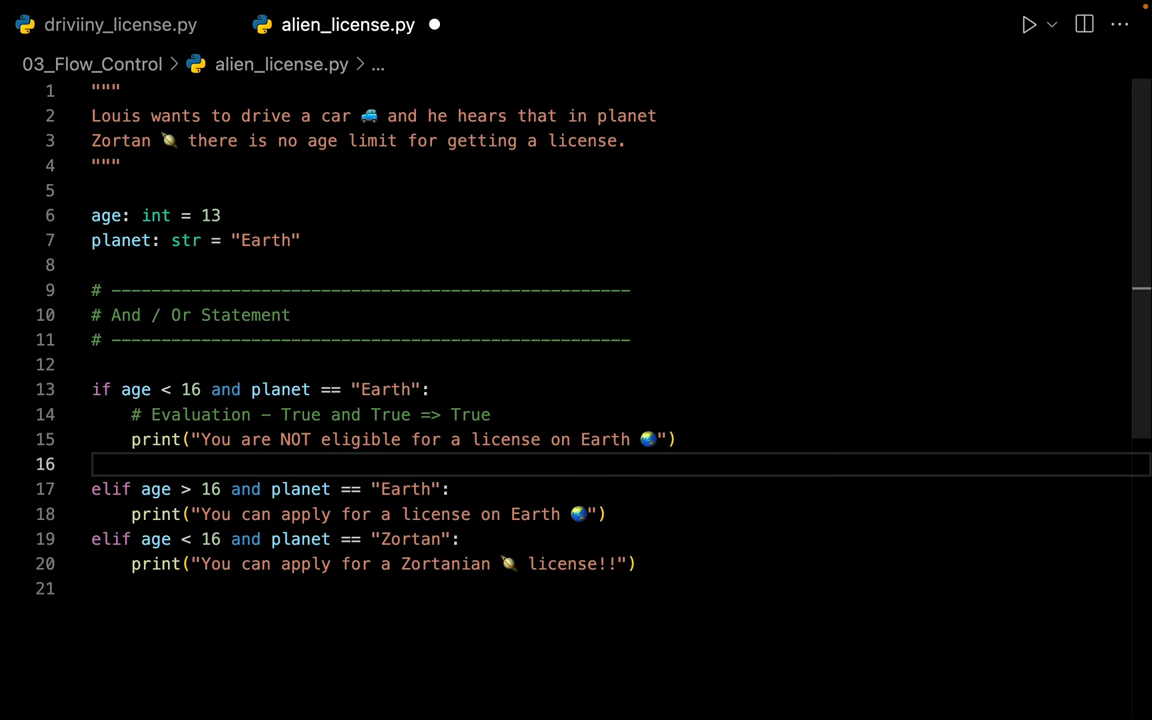 driviiny_license.py alien_license.py
03_Flow_Control > alien_license.py > ...
1 """
2 Louis wants to drive a car 🚙 and he hears that in planet
3 Zortan 🪐 there is no age limit for getting a license.
4 """
5
6 age: int = 13
7 planet: str = "Earth"
8
9 # ----------------------------------------------------
10 # And / Or Statement
11 # ----------------------------------------------------
12
13 if age < 16 and planet == "Earth":
14     # Evaluation - True and True => True
15     print("You are NOT eligible for a license on Earth 🌏")
16
17 elif age > 16 and planet == "Earth":
18     print("You can apply for a license on Earth 🌏")
19 elif age < 16 and planet == "Zortan":
20     print("You can apply for a Zortanian 🪐 license!!")
21